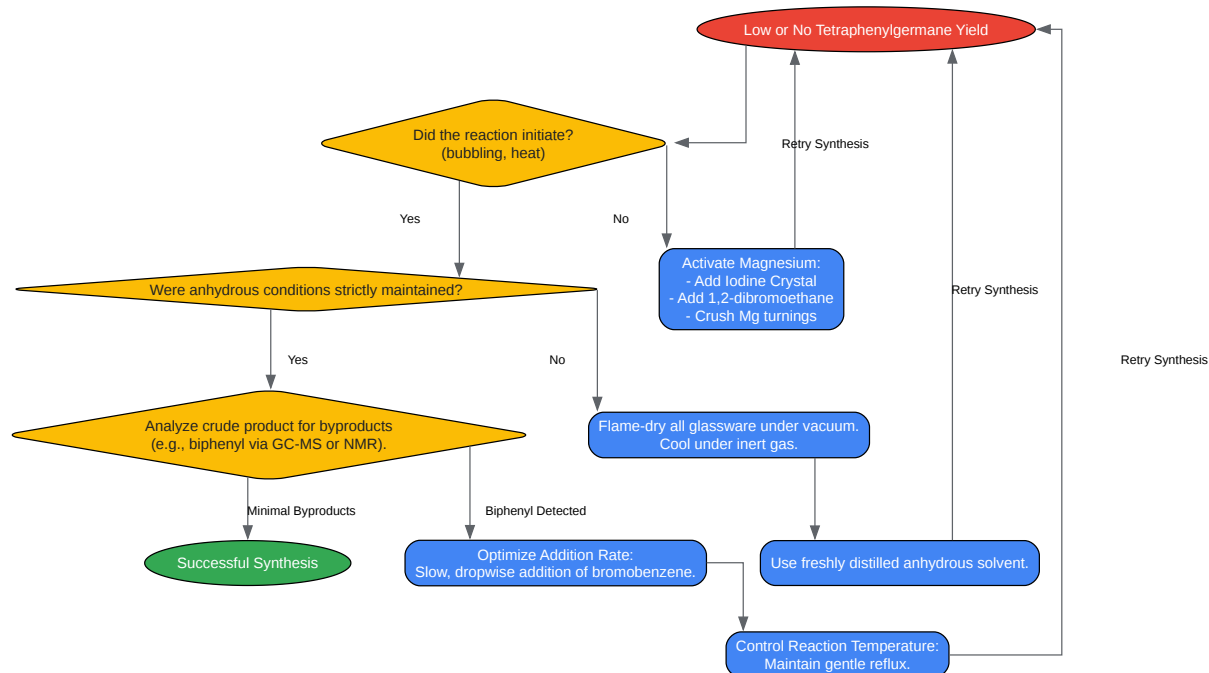 Low or No Tetraphenylgermane Yield
Did the reaction initiate?
(bubbling, heat)
Retry Synthesis
Yes
No
Activate Magnesium:
- Add Iodine Crystal
- Add 1,2-dibromoethane
- Crush Mg turnings
Were anhydrous conditions strictly maintained?
Retry Synthesis
Yes
No
Retry Synthesis
Analyze crude product for byproducts
(e.g., biphenyl via GC-MS or NMR).
Flame-dry all glassware under vacuum.
Cool under inert gas.
Minimal Byproducts
Biphenyl Detected
Successful Synthesis
Optimize Addition Rate:
Slow, dropwise addition of bromobenzene.
Use freshly distilled anhydrous solvent.
Control Reaction Temperature:
Maintain gentle reflux.